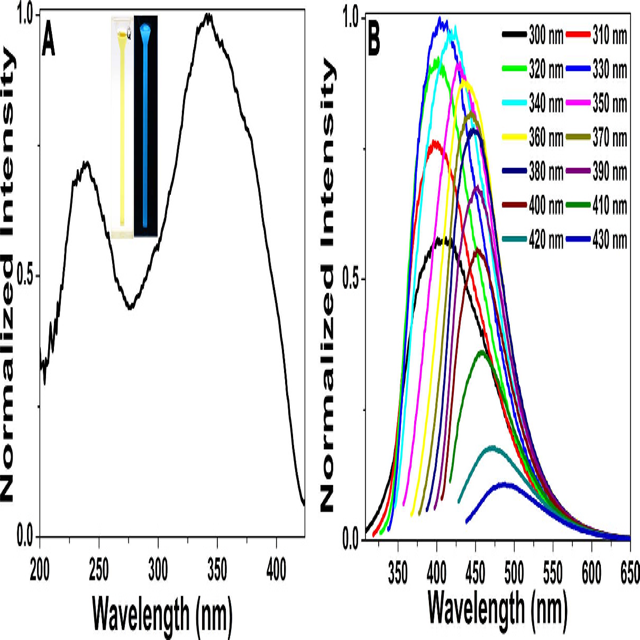 A
1.0
0.5
0.0
200 250 300 350 400
Wavelength (nm)
Normalized Intensity
B
1.0
0.5
0.0
350 400 450 500 550 600 650
Wavelength (nm)
Normalized Intensity
300 nm 310 nm
320 nm 330 nm
340 nm 350 nm
360 nm 370 nm
380 nm 390 nm
400 nm 410 nm
420 nm 430 nm